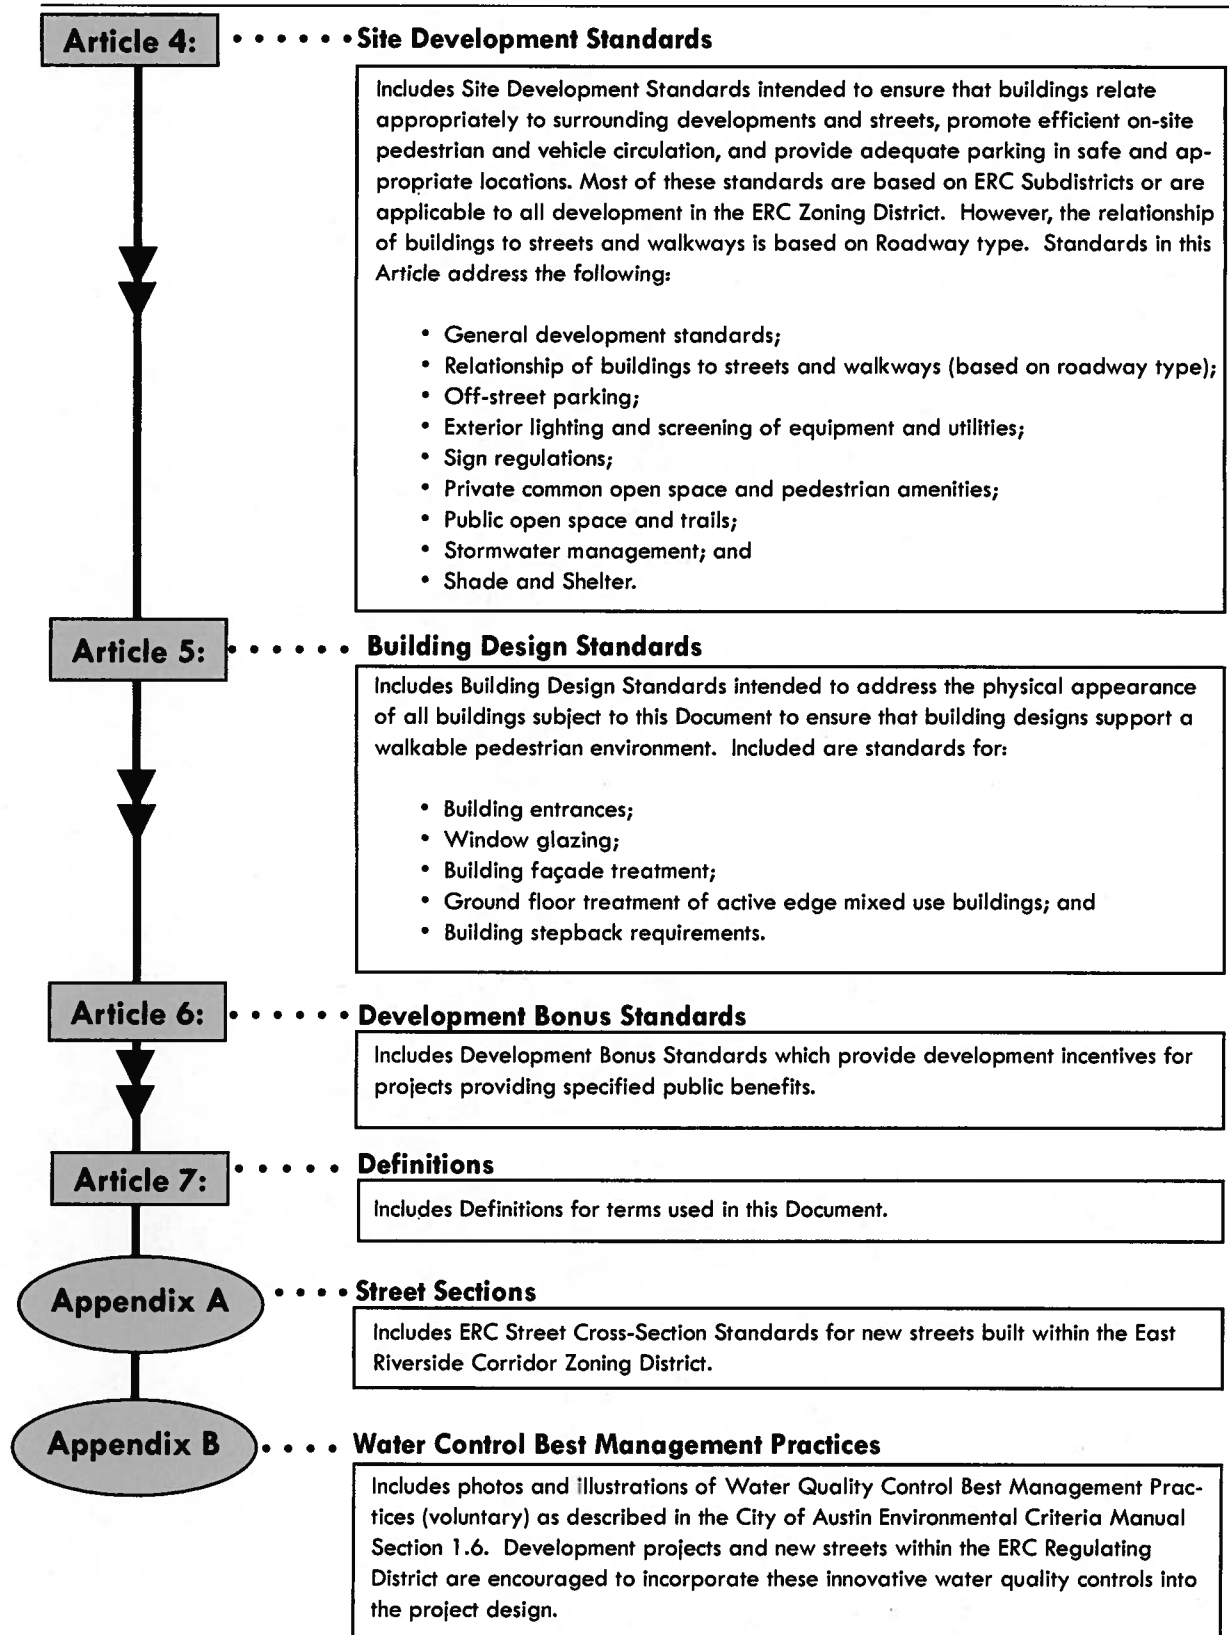 Article 4:
Site Development Standards
Includes Site Development Standards intended to ensure that buildings relate
appropriately to surrounding developments and streets, promote efficient on-site
pedestrian and vehicle circulation, and provide adequate parking in safe and ap-
propriate locations. Most of these standards are based on ERC Subdistricts or are
applicable to all development in the ERC Zoning District. However, the relationship
of buildings to streets and walkways is based on Roadway type. Standards in this
Article address the following:
• General development standards;
• Relationship of buildings to streets and walkways (based on roadway type);
• Off-street parking;
• Exterior lighting and screening of equipment and utilities;
• Sign regulations;
• Private common open space and pedestrian amenities;
• Public open space and trails;
• Stormwater management; and
• Shade and Shelter.
Article 5:
Building Design Standards
Includes Building Design Standards intended to address the physical appearance
of all buildings subject to this Document to ensure that building designs support a
walkable pedestrian environment. Included are standards for:
• Building entrances;
• Window glazing;
• Building façade treatment;
• Ground floor treatment of active edge mixed use buildings; and
• Building stepback requirements.
Article 6:
Development Bonus Standards
Includes Development Bonus Standards which provide development incentives for
projects providing specified public benefits.
Article 7:
Definitions
Includes Definitions for terms used in this Document.
Appendix A
Street Sections
Includes ERC Street Cross-Section Standards for new streets built within the East
Riverside Corridor Zoning District.
Appendix B
Water Control Best Management Practices
Includes photos and illustrations of Water Quality Control Best Management Prac-
tices (voluntary) as described in the City of Austin Environmental Criteria Manual
Section 1.6. Development projects and new streets within the ERC Regulating
District are encouraged to incorporate these innovative water quality controls into
the project design.